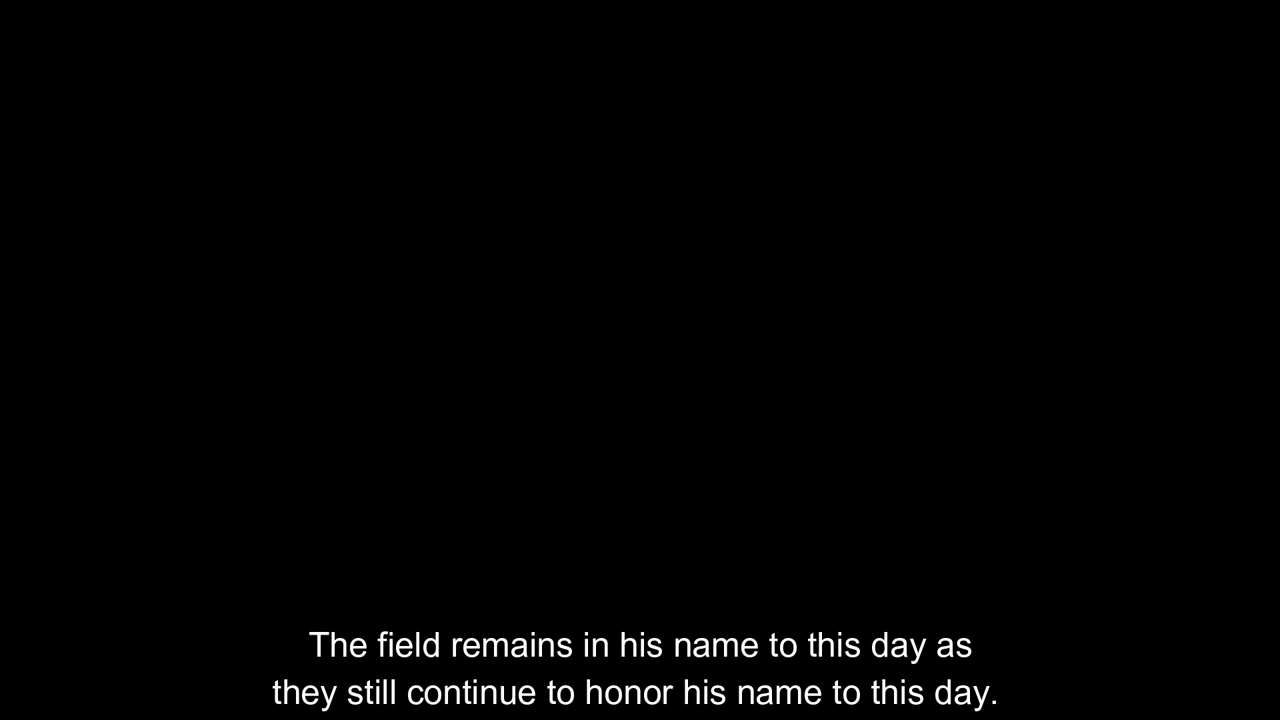 The field remains in his name to this day as
they still continue to honor his name to this day.